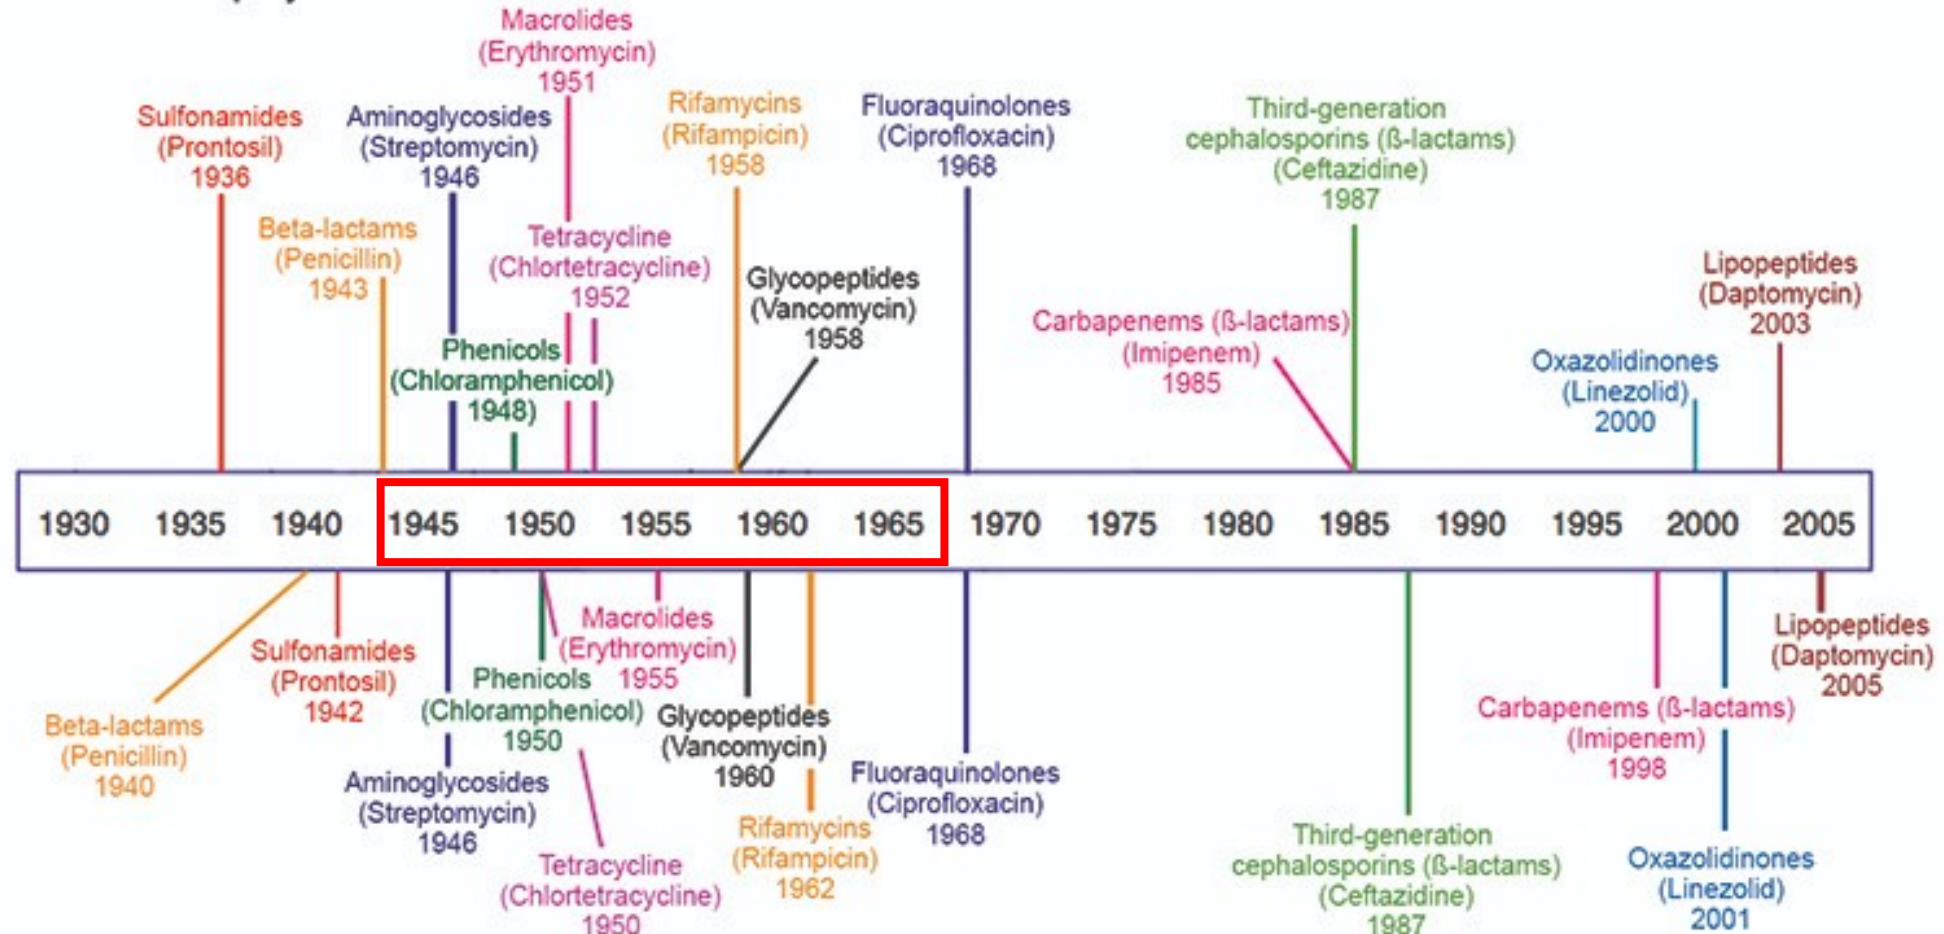 Macrolides
(Erythromycin)
1951
Sulfonamides
(Prontosil)
1936
Aminoglycosides
(Streptomycin)
1946
Rifamycins
(Rifampicin)
1958
Fluoraquinolones
(Ciprofloxacin)
1968
Third-generation
cephalosporins (ß-lactams)
(Ceftazidine)
1987
Beta-lactams
(Penicillin)
1943
Tetracycline
(Chlortetracycline)
1952
Glycopeptides
(Vancomycin)
1958
Lipopeptides
(Daptomycin)
2003
Carbapenems (ß-lactams)
(Imipenem)
1985
Phenicols
(Chloramphenicol)
1948)
Oxazolidinones
(Linezolid)
2000
1930 1935 1940 1945 1950 1955 1960 1965 1970 1975 1980 1985 1990 1995 2000 2005
Beta-lactams
(Penicillin)
1940
Sulfonamides
(Prontosil)
1942
Aminoglycosides
(Streptomycin)
1946
Phenicols
(Chloramphenicol)
1950
Macrolides
(Erythromycin)
1955
Tetracycline
(Chlortetracycline)
1950
Glycopeptides
(Vancomycin)
1960
Rifamycins
(Rifampicin)
1962
Fluoraquinolones
(Ciprofloxacin)
1968
Third-generation
cephalosporins (ß-lactams)
(Ceftazidine)
1987
Carbapenems (ß-lactams)
(Imipenem)
1998
Oxazolidinones
(Linezolid)
2001
Lipopeptides
(Daptomycin)
2005